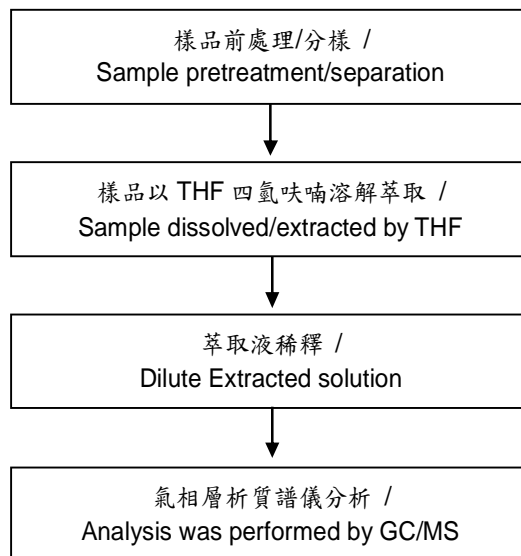 樣品前處理/分樣 /
Sample pretreatment/separation
樣品以 THF 四氫呋喃溶解萃取 /
Sample dissolved/extracted by THF
萃取液稀釋 /
Dilute Extracted solution
氣相層析質譜儀分析 /
Analysis was performed by GC/MS